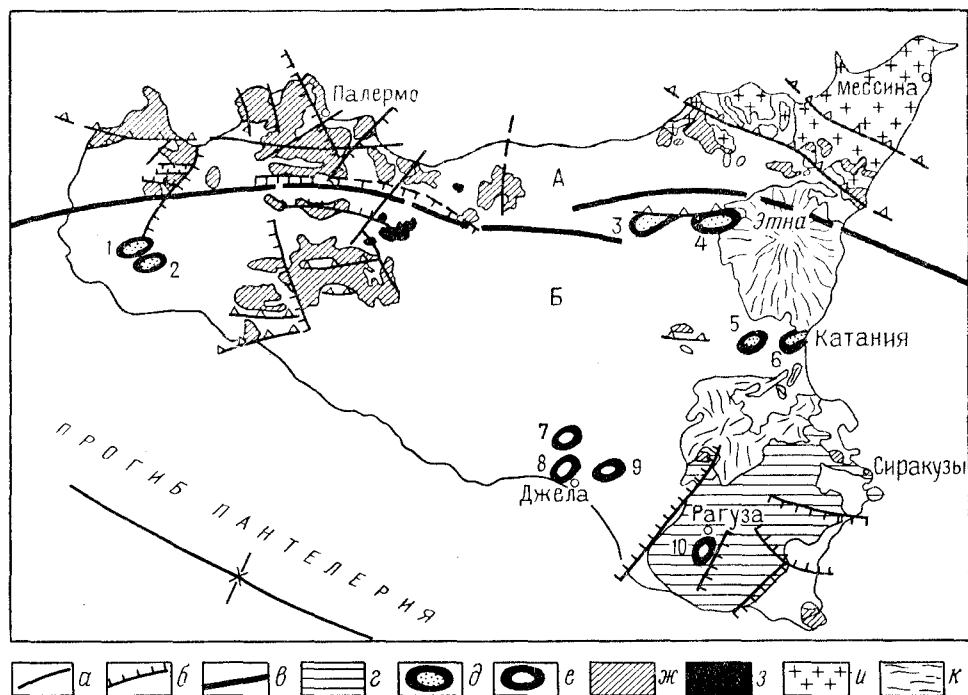 Палермо
Мессина
А
3
4
Этна
1
2
Б
5
6
Катания
7
8
9
Джела
Сиракузы
Рагуза
10
ПРОГИБ ПАНТЕЛЕРИЯ
а б в г д е ж з и к